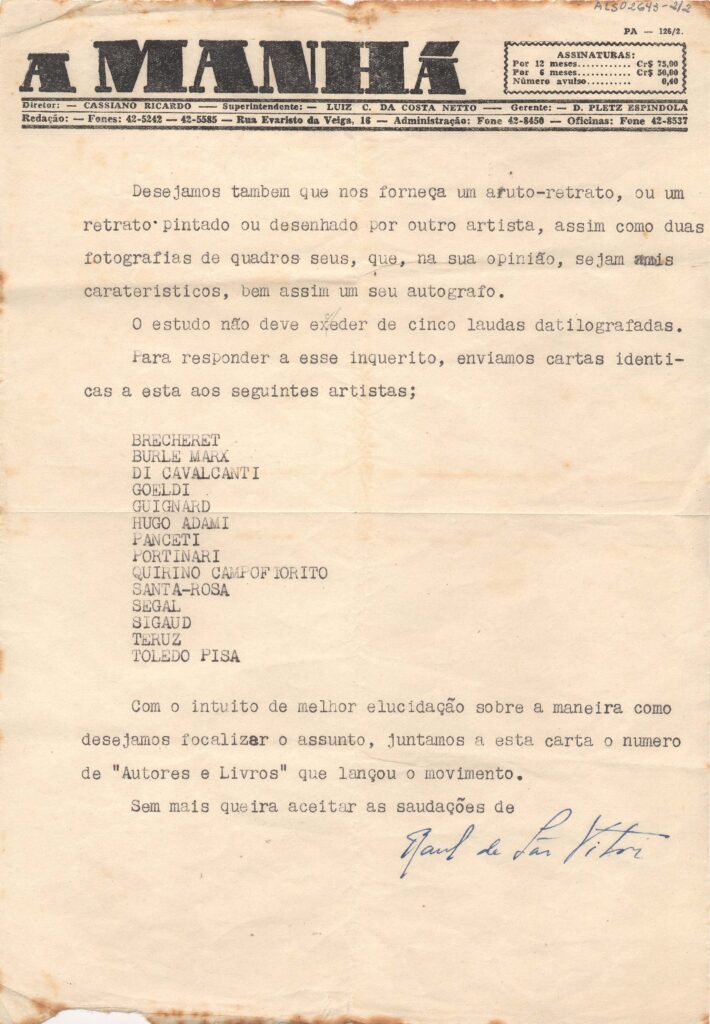 ALS02643-2/2
PA — 126/2.
A MANHÃ
ASSINATURAS:
Por 12 meses............ Cr$ 75,00
Por 6 meses............ Cr$ 50,00
Número avulso.......... 0,40
Diretor: — CASSIANO RICARDO — Superintendente: — LUIZ C. DA COSTA NETTO — Gerente: — D. PLETZ ESPINDOLA
Redação: — Fones: 42-5242 — 42-5585 — Rua Evaristo da Veiga, 16 — Administração: Fone 42-8450 — Oficinas: Fone 42-8537
Desejamos tambem que nos forneça um aruto-retrato, ou um
retrato pintado ou desenhado por outro artista, assim como duas
fotografias de quadros seus, que, na sua opinião, sejam mais
carateristicos, bem assim um seu autografo.
O estudo não deve exeder de cinco laudas datilografadas.
Para responder a esse inquerito, enviamos cartas identi-
cas a esta aos seguintes artistas;
BRECHERET
BURLE MARX
DI CAVALCANTI
GOELDI
GUIGNARD
HUGO ADAMI
PANCETI
PORTINARI
QUIRINO CAMPOFIORITO
SANTA-ROSA
SEGAL
SIGAUD
TERUZ
TOLEDO PISA
Com o intuito de melhor elucidação sobre a maneira como
desejamos focalizar o assunto, juntamos a esta carta o numero
de "Autores e Livros" que lançou o movimento.
Sem mais queira aceitar as saudações de
Raul de São Vitor